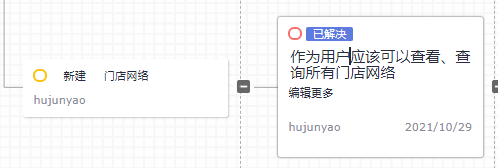 新建 门店网络
hujunyao
已解决
作为用户应该可以查看、查
询所有门店网络
编辑更多
hujunyao 2021/10/29